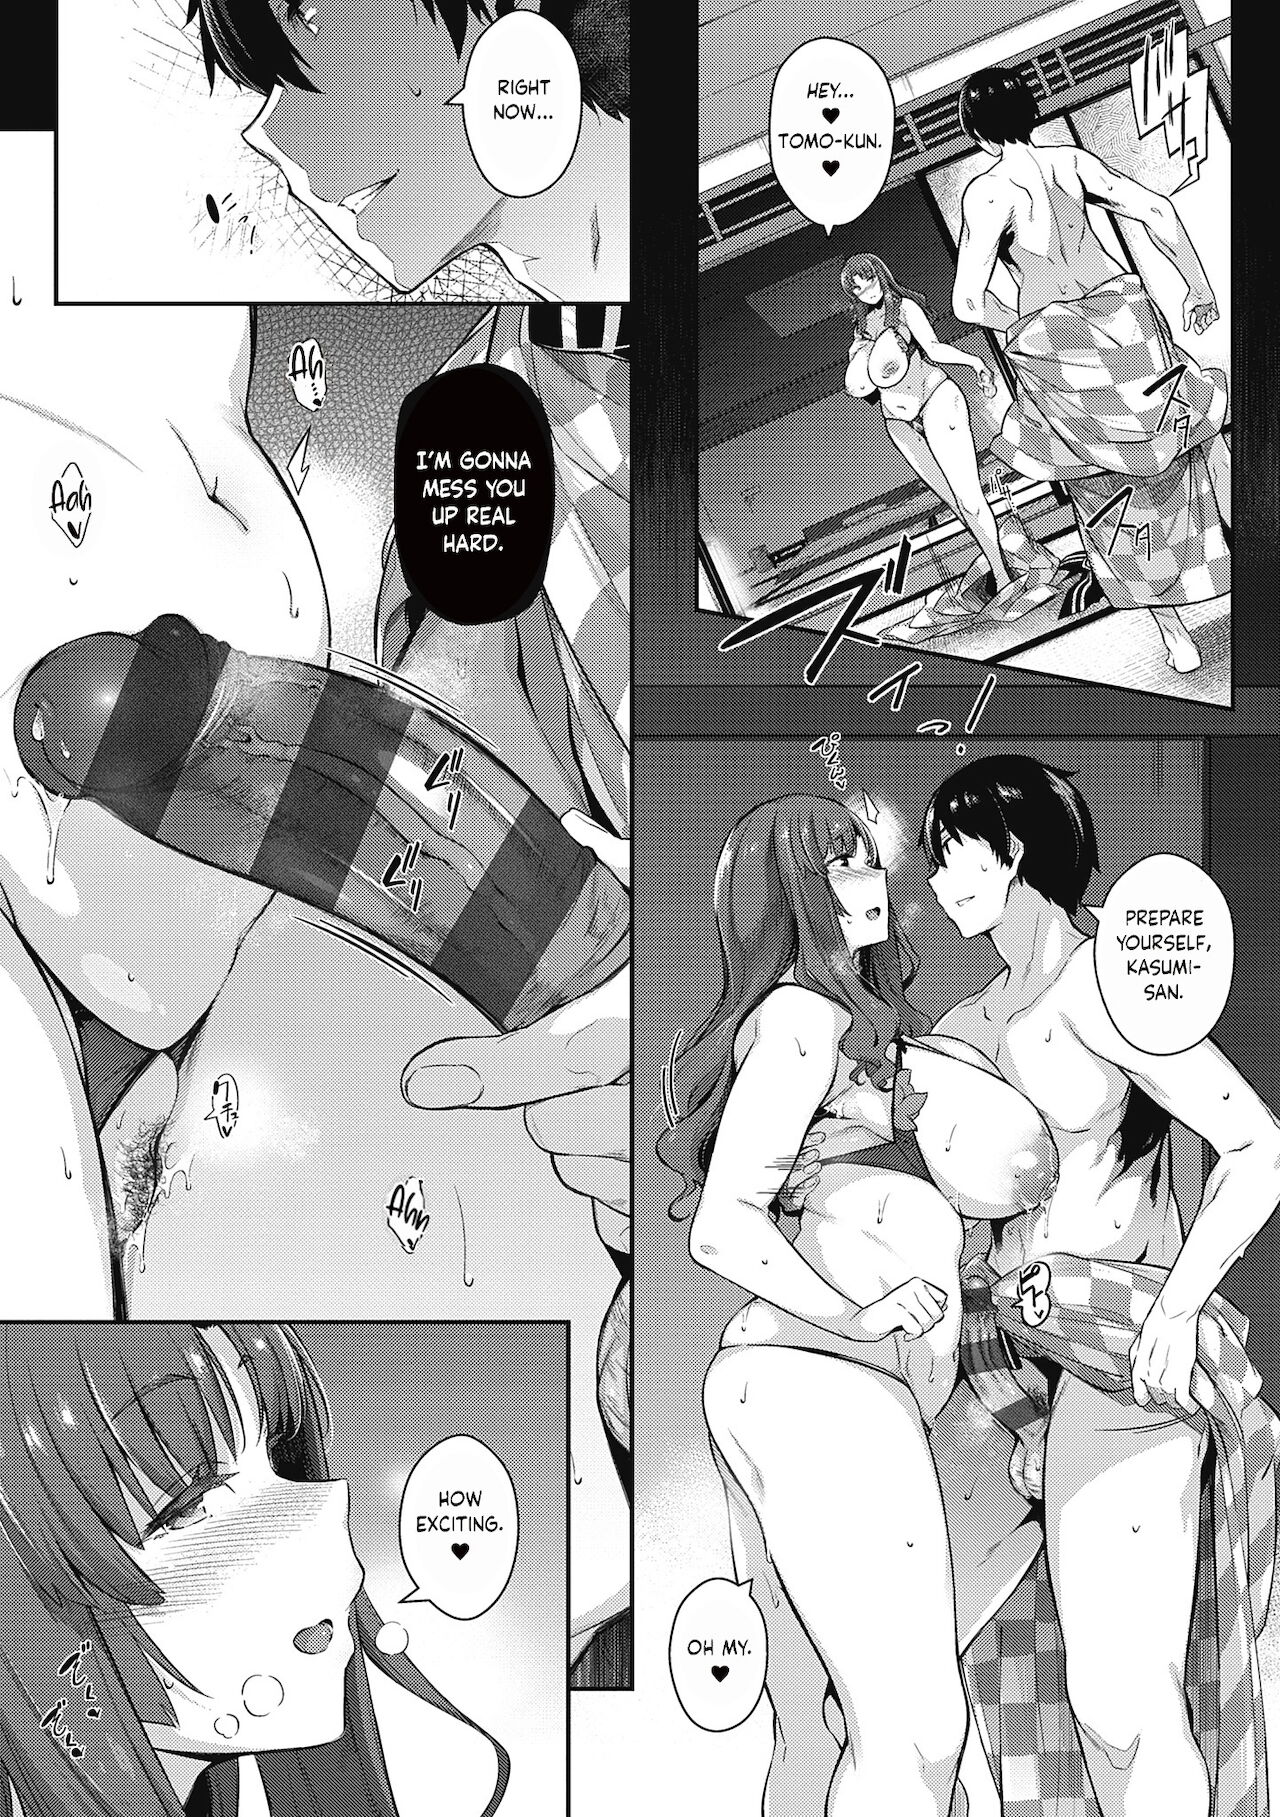 HEY...
♥
TOMO-KUN.
♥
PREPARE
YOURSELF,
KASUMI-
SAN.
OH MY.
♥
RIGHT
NOW...
I'M GONNA
MESS YOU
UP REAL
HARD.
Ah
Aah
Ahh
HOW
EXCITING.
♥